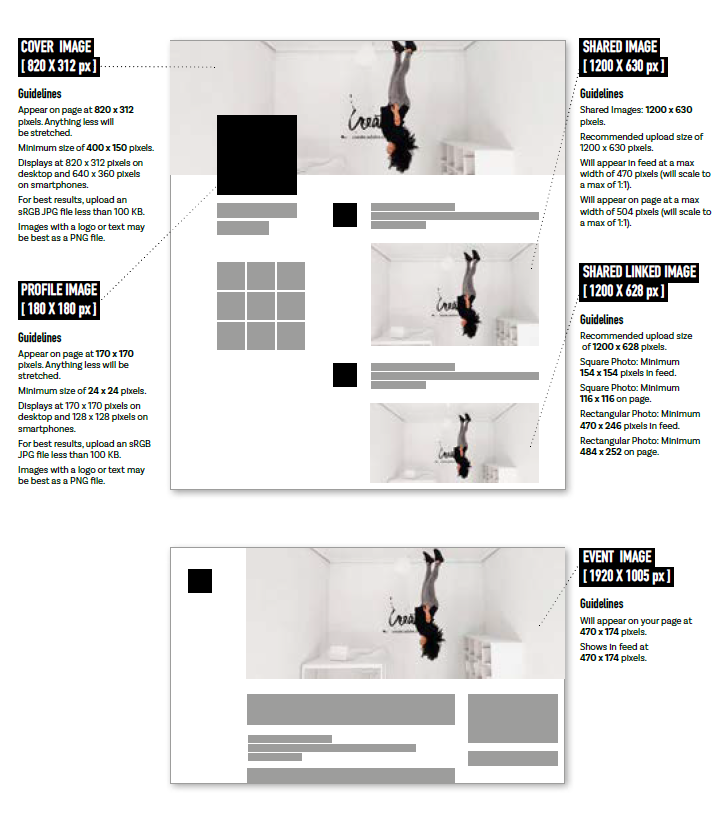 COVER IMAGE
[ 820 X 312 px ]
Guidelines
Appear on page at 820 x 312
pixels. Anything less will
be stretched.
Minimum size of 400 x 150 pixels.
Displays at 820 x 312 pixels on
desktop and 640 x 360 pixels
on smartphones.
For best results, upload an
sRGB JPG file less than 100 KB.
Images with a logo or text may
be best as a PNG file.
PROFILE IMAGE
[ 180 X 180 px ]
Guidelines
Appear on page at 170 x 170
pixels. Anything less will be
stretched.
Minimum size of 24 x 24 pixels.
Displays at 170 x 170 pixels on
desktop and 128 x 128 pixels on
smartphones.
For best results, upload an sRGB
JPG file less than 100 KB.
Images with a logo or text may
be best as a PNG file.
SHARED IMAGE
[ 1200 X 630 px ]
Guidelines
Shared Images: 1200 x 630
pixels.
Recommended upload size of
1200 x 630 pixels.
Will appear in feed at a max
width of 470 pixels (will scale to
a max of 1:1).
Will appear on page at a max
width of 504 pixels (will scale to
a max of 1:1).
SHARED LINKED IMAGE
[ 1200 X 628 px ]
Guidelines
Recommended upload size
of 1200 x 628 pixels.
Square Photo: Minimum
154 x 154 pixels in feed.
Square Photo: Minimum
116 x 116 on page.
Rectangular Photo: Minimum
470 x 246 pixels in feed.
Rectangular Photo: Minimum
484 x 252 on page.
EVENT IMAGE
[ 1920 X 1005 px ]
Guidelines
Will appear on your page at
470 x 174 pixels.
Shows in feed at
470 x 174 pixels.